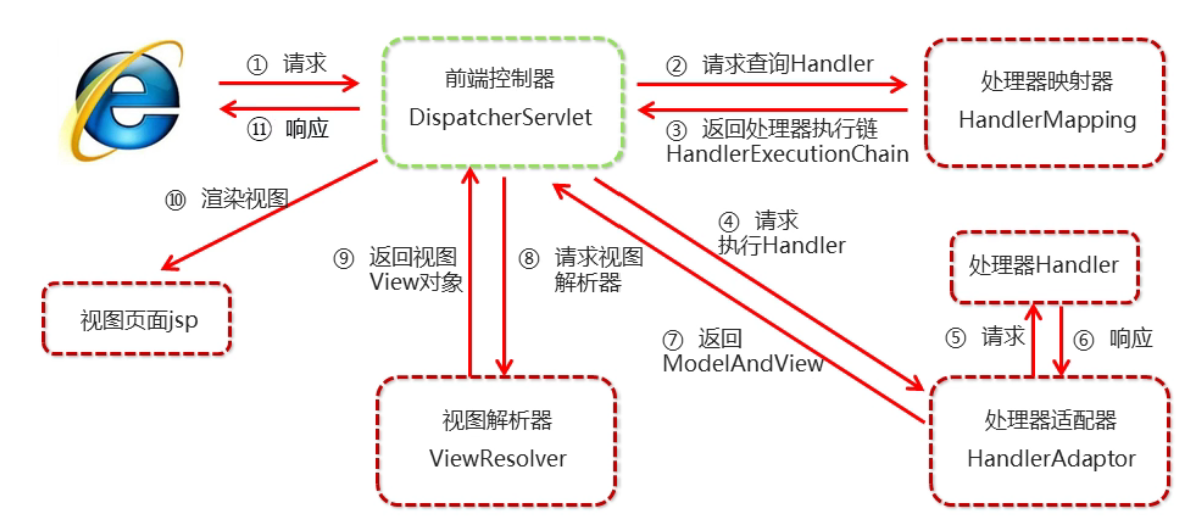 ① 请求
⑪ 响应
前端控制器
DispatcherServlet
② 请求查询Handler
③ 返回处理器执行链
HandlerExecutionChain
处理器映射器
HandlerMapping
⑩ 渲染视图
④ 请求
执行Handler
⑨ 返回视图
View对象
⑧ 请求视图
解析器
处理器Handler
视图页面jsp
⑦ 返回
ModelAndView
⑤ 请求
⑥ 响应
视图解析器
ViewResolver
处理器适配器
HandlerAdaptor